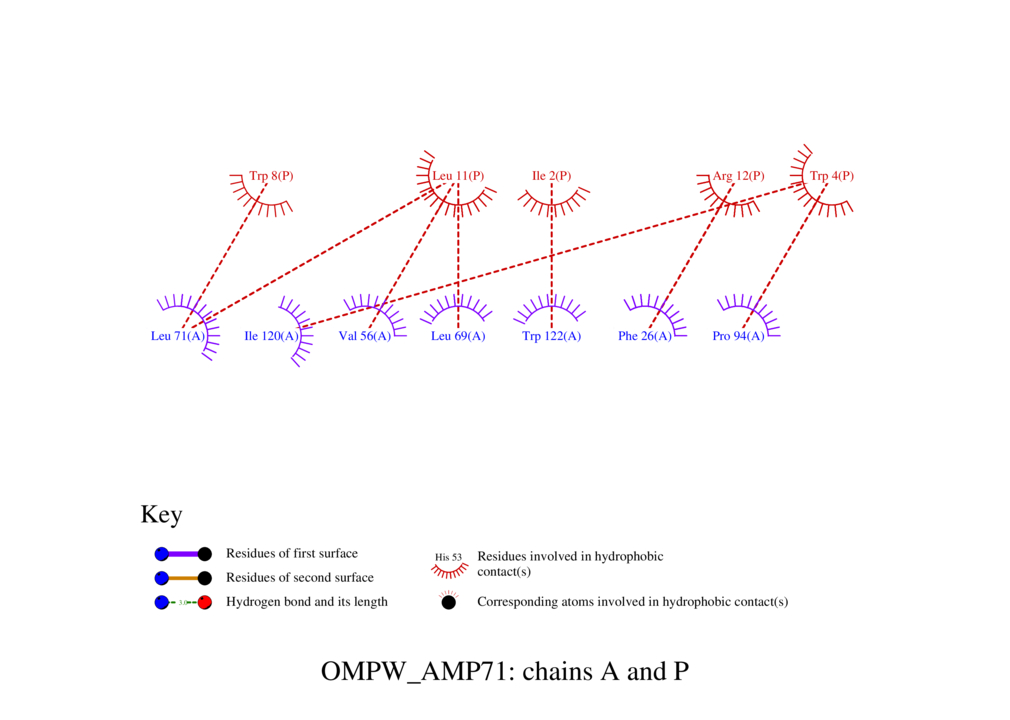 Trp 8(P) Leu 11(P) Ile 2(P) Arg 12(P) Trp 4(P)
Leu 71(A) Ile 120(A) Val 56(A) Leu 69(A) Trp 122(A) Phe 26(A) Pro 94(A)
Key
Residues of first surface
Residues of second surface
3.0 Hydrogen bond and its length
His 53 Residues involved in hydrophobic
contact(s)
Corresponding atoms involved in hydrophobic contact(s)
OMPW_AMP71: chains A and P